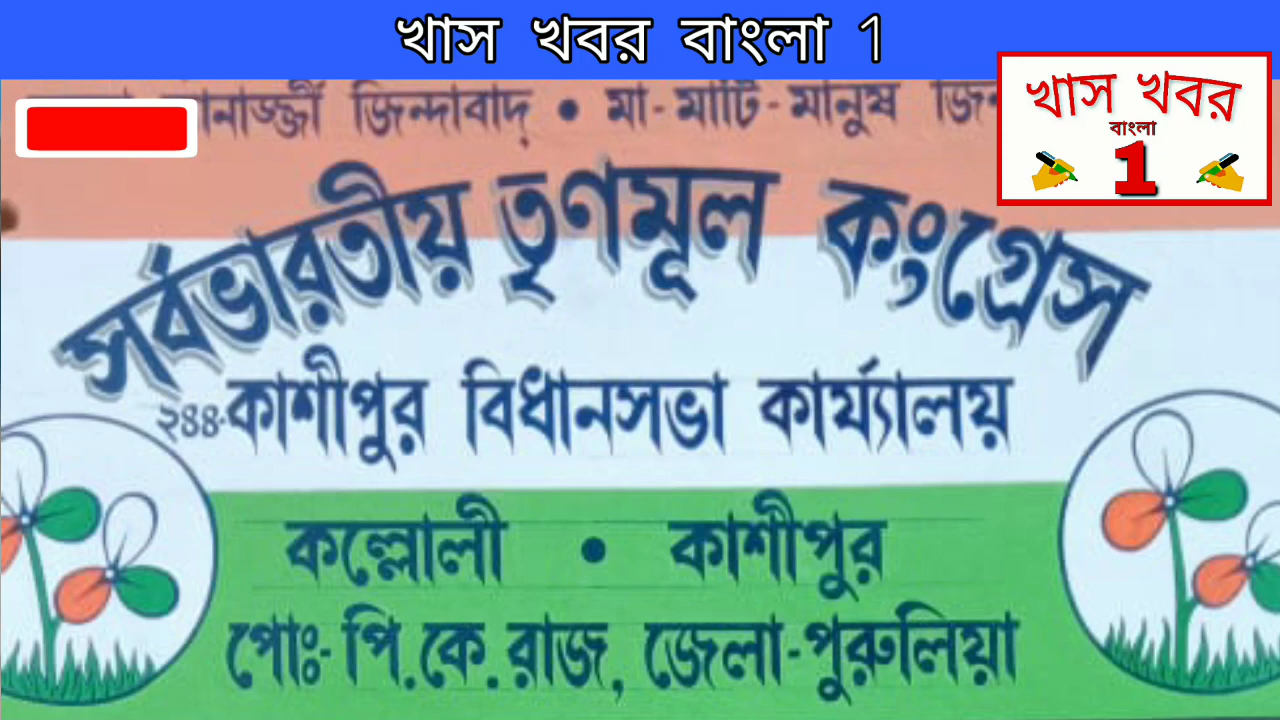 খাস খবর বাংলা 1
খাস খবর
বাংলা
1
জিন্দাবাদ • মা-মাটি-মানুষ
সর্বভারতীয় তৃণমূল কংগ্রেস
২৪৪-কাশীপুর বিধানসভা কার্য্যালয়
কল্লোলী • কাশীপুর
পোঃ-পি.কে.রাজ, জেলা-পুরুলিয়া